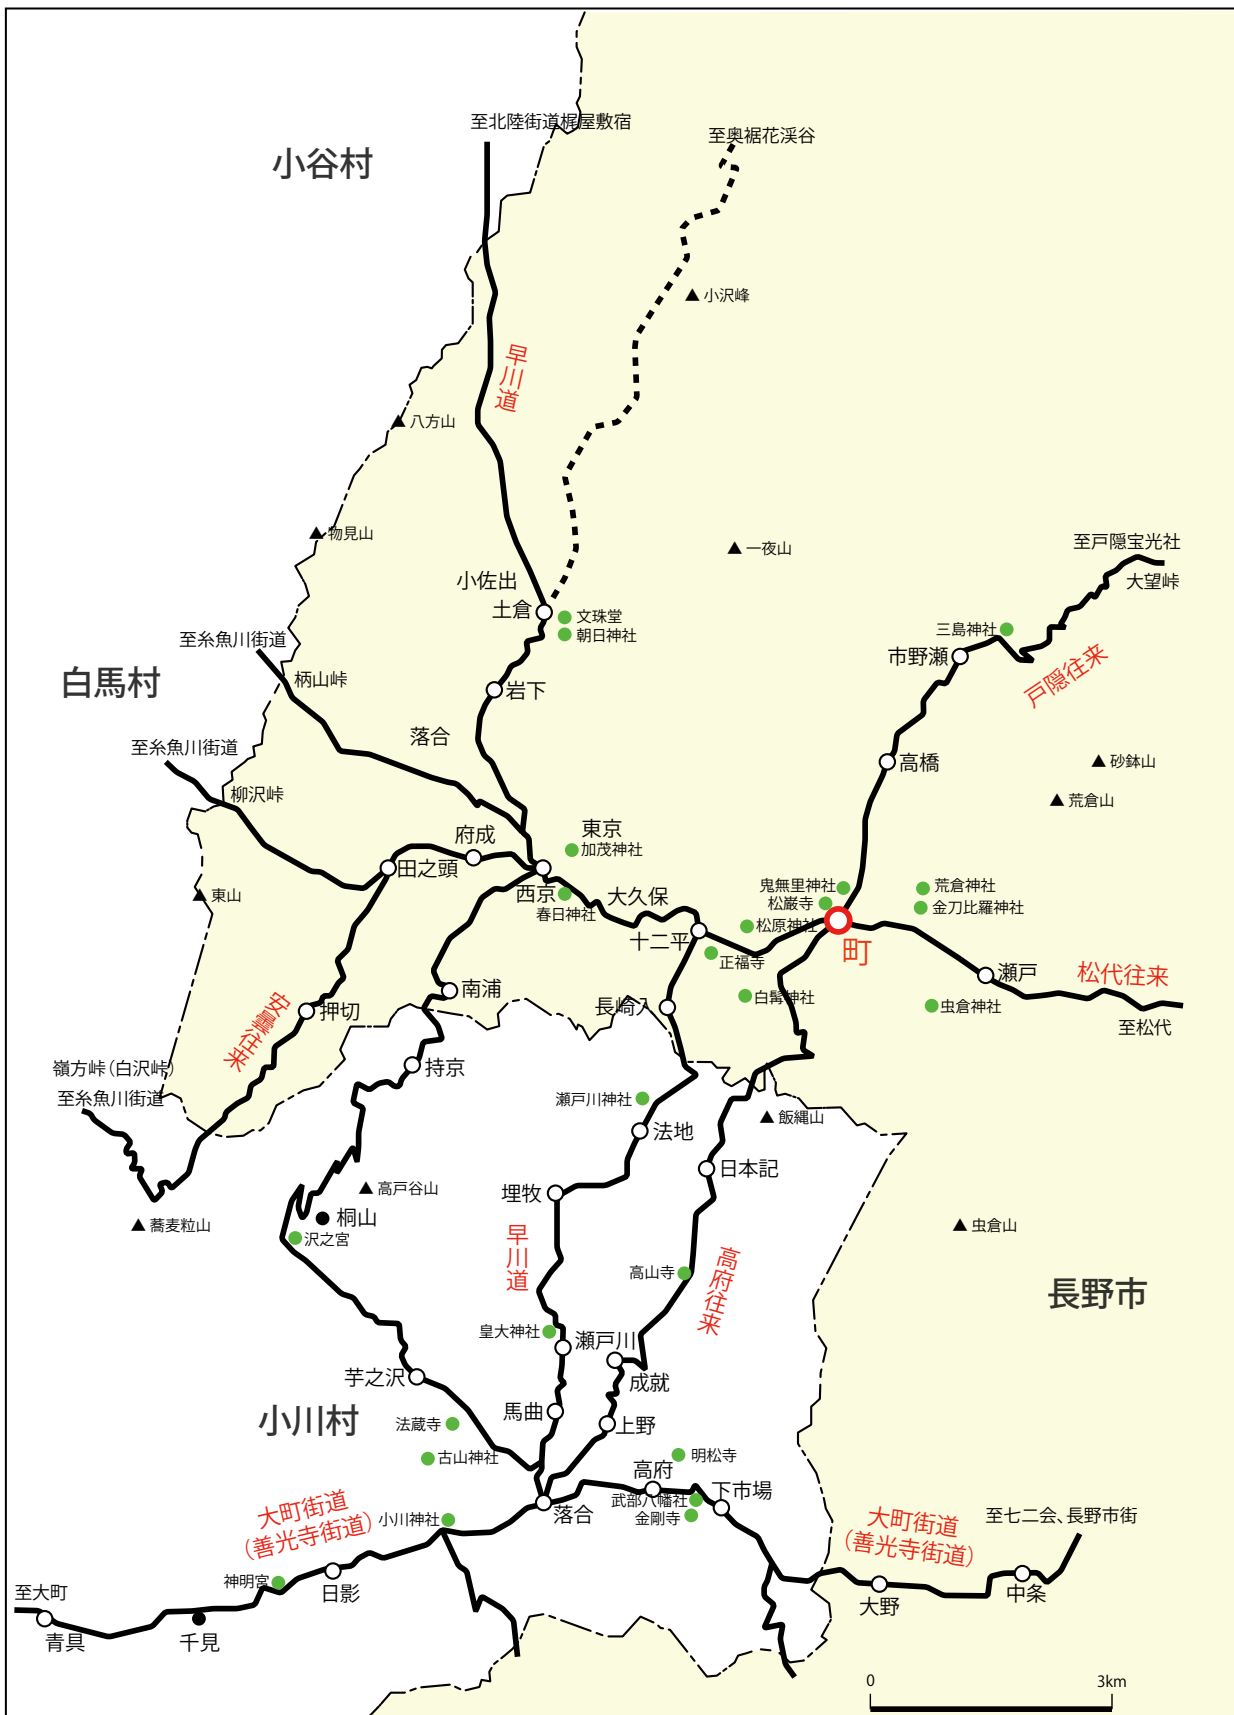 至北陸街道梶屋敷宿
至奥裾花渓谷
小谷村
小沢峰
早川道
八方山
物見山
一夜山
至戸隠宝光社
大望峠
小佐出
土倉
文珠堂
朝日神社
三島神社
市野瀬
戸隠往来
至糸魚川街道
柄山峠
白馬村
岩下
落合
至糸魚川街道
高橋
砂鉢山
荒倉山
柳沢峠
府成
東京
加茂神社
田之頭
西京
春日神社
大久保
鬼無里神社
松巌寺
荒倉神社
金刀比羅神社
東山
十二平
松原神社
町
正福寺
瀬戸
松代往来
南浦
白髯神社
長崎入
虫倉神社
至松代
押切
安曇往来
嶺方峠(白沢峠)
至糸魚川街道
持京
瀬戸川神社
飯縄山
法地
日本記
高戸谷山
埋牧
桐山
蕎麦粒山
沢之宮
虫倉山
早川道
高山寺
高府往来
長野市
皇大神社
瀬戸川
成就
芋之沢
馬曲
上野
小川村
法蔵寺
古山神社
明松寺
高府
武部八幡社
金剛寺
下市場
落合
小川神社
大町街道
(善光寺街道)
大町街道
(善光寺街道)
至七二会、長野市街
神明宮
日影
至大町
青具
千見
大野
中条
0
3km